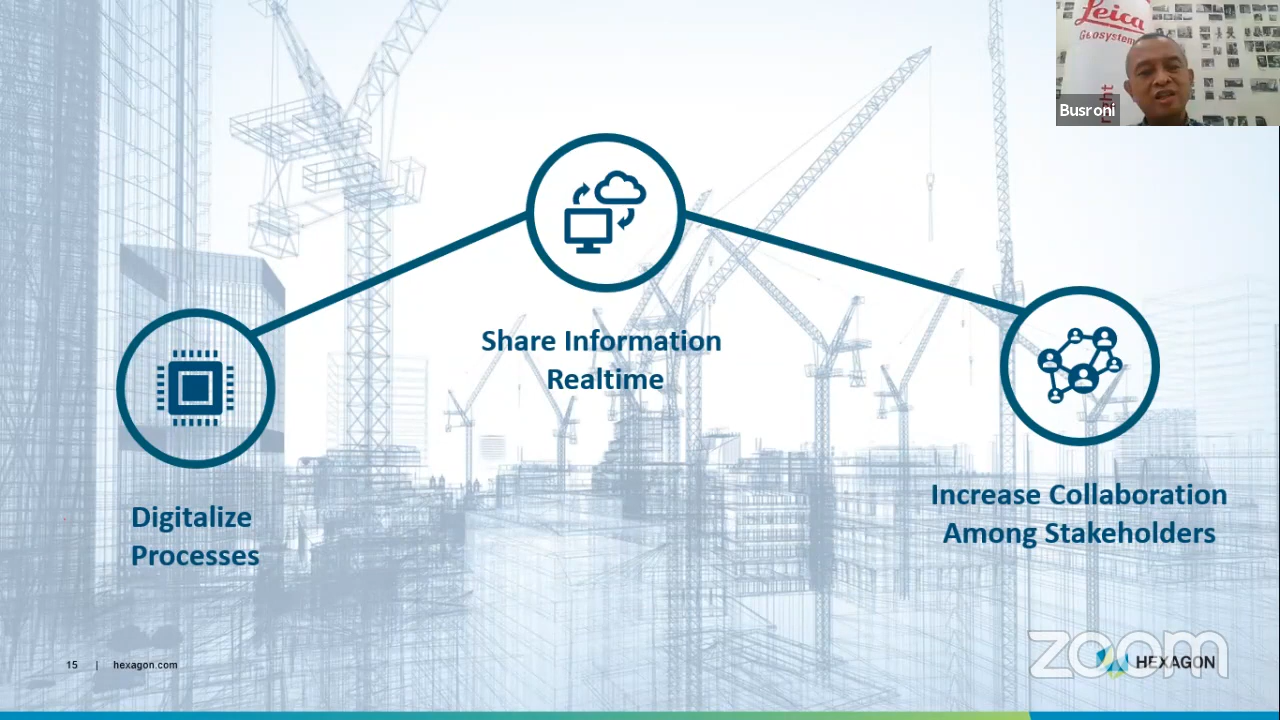 Leica
Geosystems
Busroni
Share Information
Realtime
Increase Collaboration
Among Stakeholders
Digitalize
Processes
15 | hexagon.com
zoom
HEXAGON